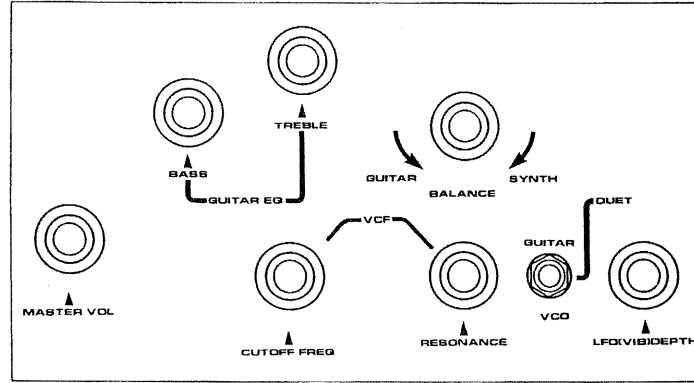 TREBLE
BASS
GUITAR
SYNTH
BALANCE
GUITAR EQ
DUET
VCF
GUITAR
MASTER VOL
VCO
RESONANCE
LFO(VIB)DEPTH
CUTOFF FREQ